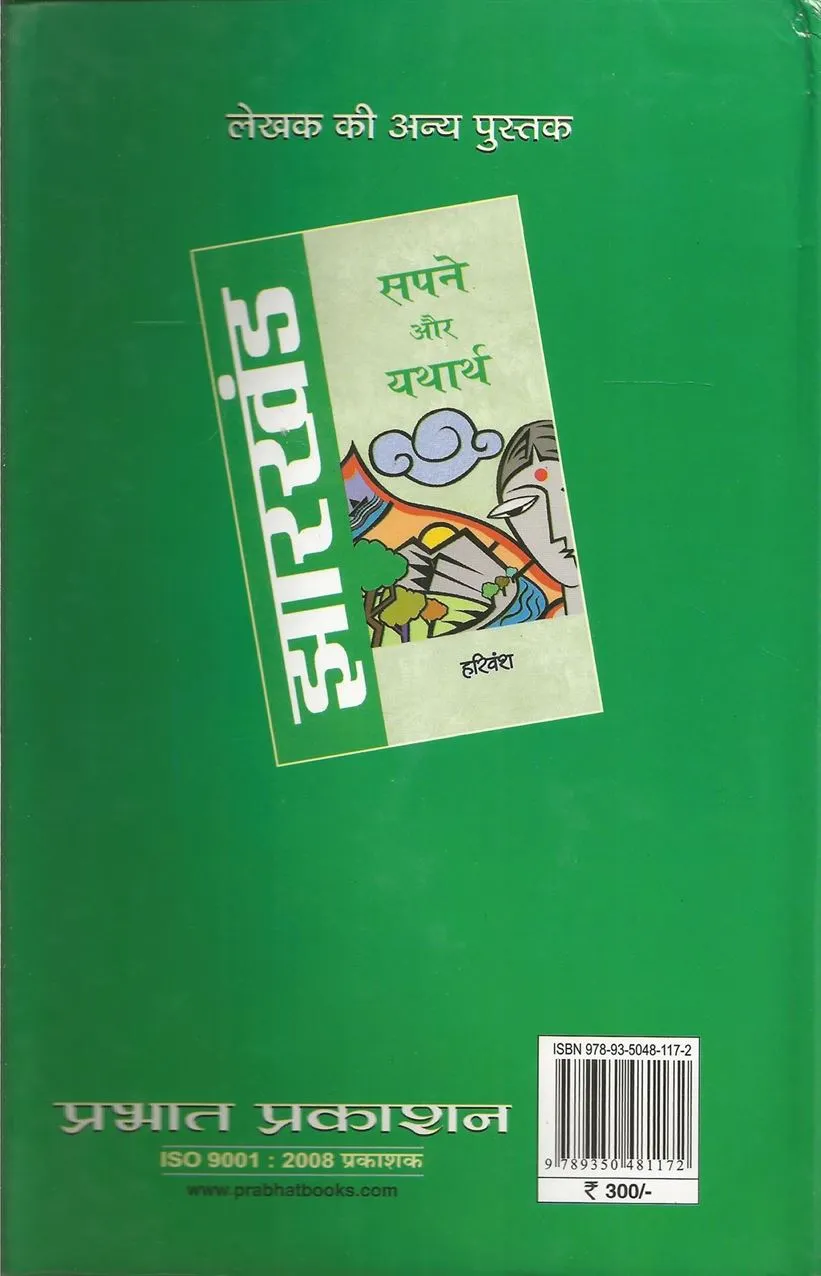 लेखक की अन्य पुस्तक
झारखंड
सपने
और
यथार्थ
हरिवंश
प्रभात प्रकाशन
ISO 9001 : 2008 प्रकाशक
www.prabhatbooks.com
ISBN 978-93-5048-117-2
9 789350 481172
₹ 300/-